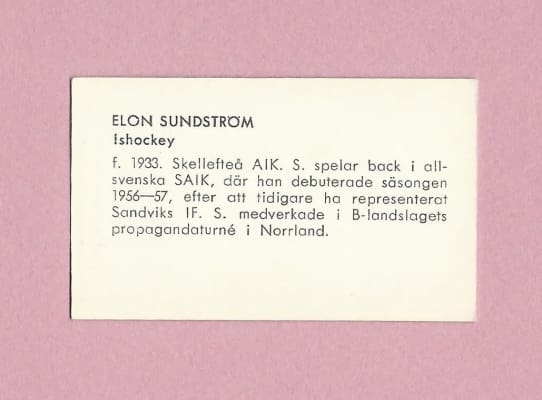 ELON SUNDSTRÖM
Ishockey
f. 1933. Skellefteå AIK. S. spelar back i all-
svenska SAIK, där han debuterade säsongen
1956—57, efter att tidigare ha representerat
Sandviks IF. S. medverkade i B-landslagets
propagandaturné i Norrland.